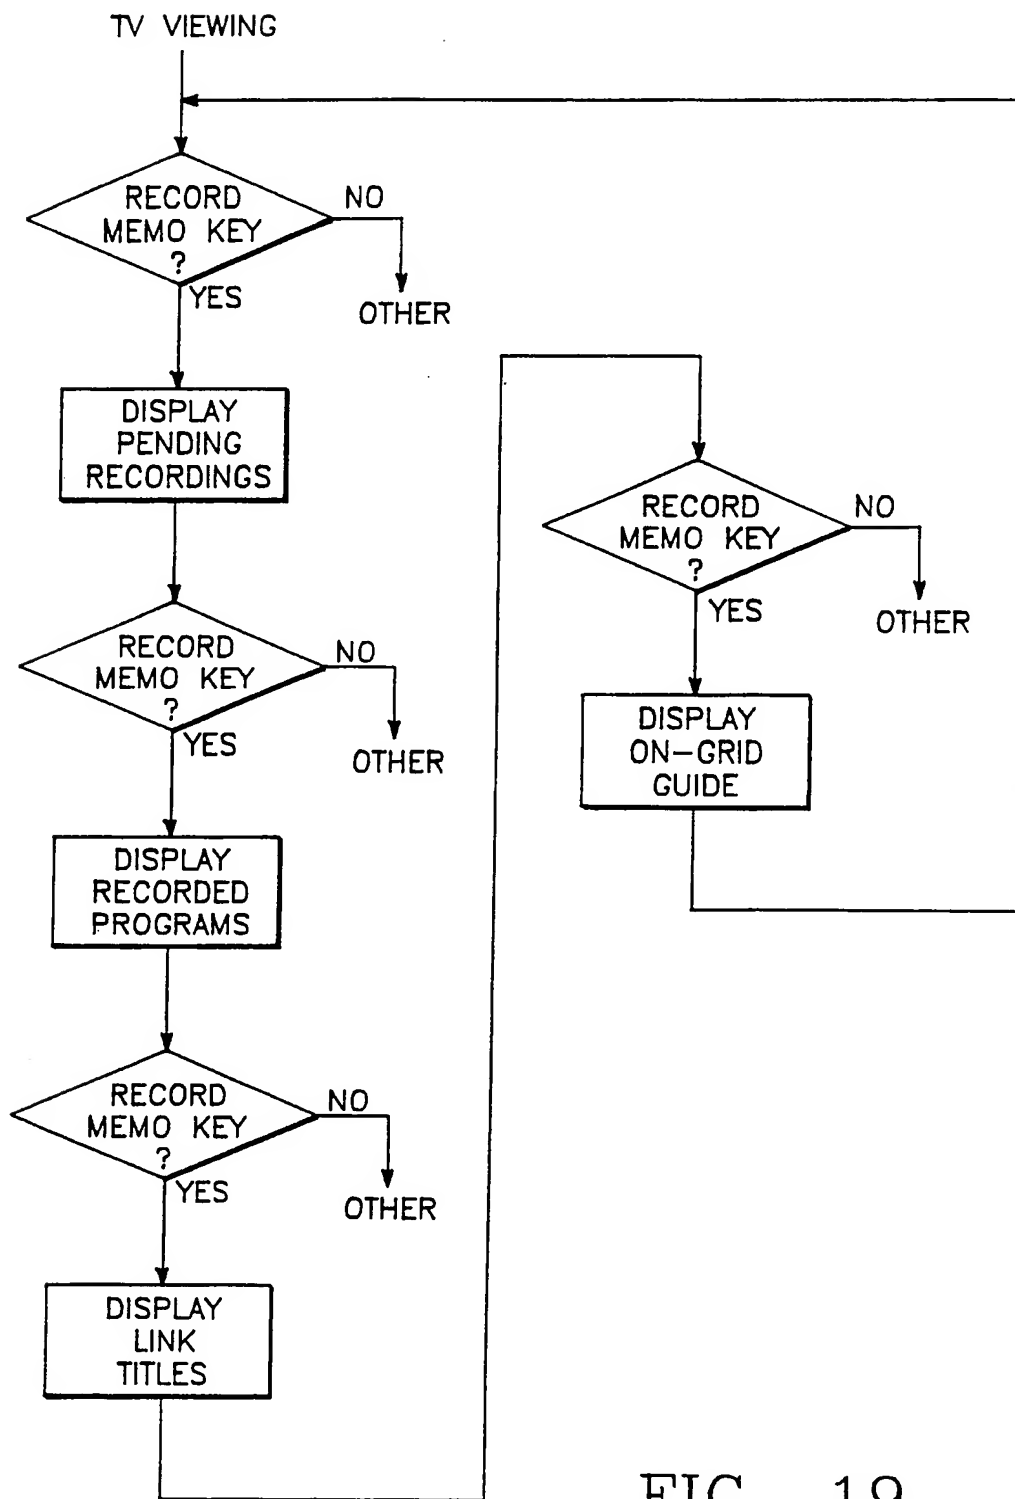 TV VIEWING
RECORD
MEMO KEY
?
NO
YES
OTHER
DISPLAY
PENDING
RECORDINGS
RECORD
MEMO KEY
?
NO
YES
OTHER
DISPLAY
RECORDED
PROGRAMS
RECORD
MEMO KEY
?
NO
YES
OTHER
DISPLAY
LINK
TITLES
RECORD
MEMO KEY
?
NO
YES
OTHER
DISPLAY
ON-GRID
GUIDE
FIG. 19